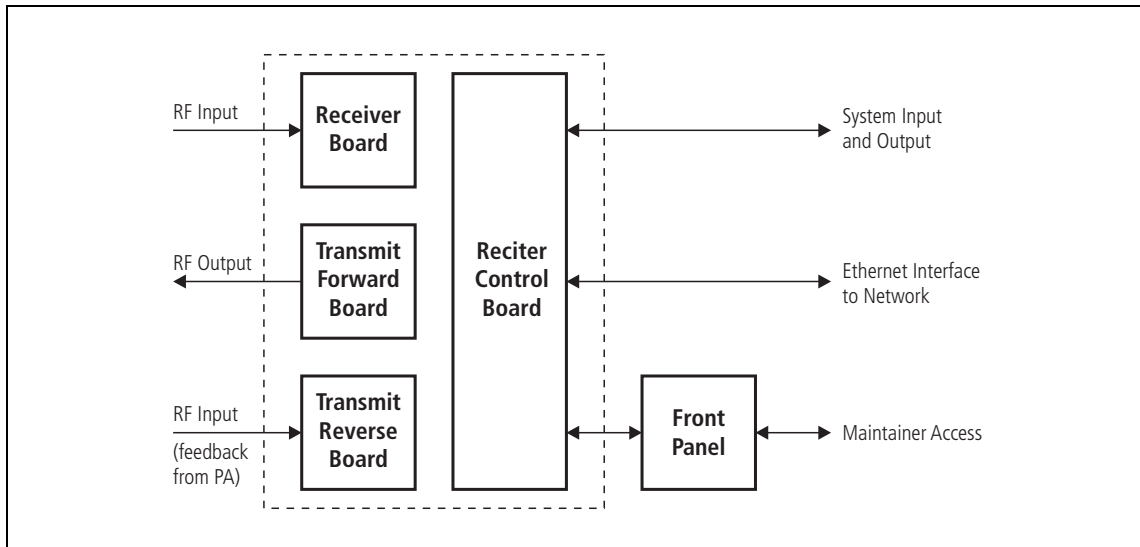 RF Input
Receiver
Board
System Input
and Output
RF Output
Transmit
Forward
Board
Reciter
Control
Board
Ethernet Interface
to Network
RF Input
(feedback
from PA)
Transmit
Reverse
Board
Front
Panel
Maintainer Access